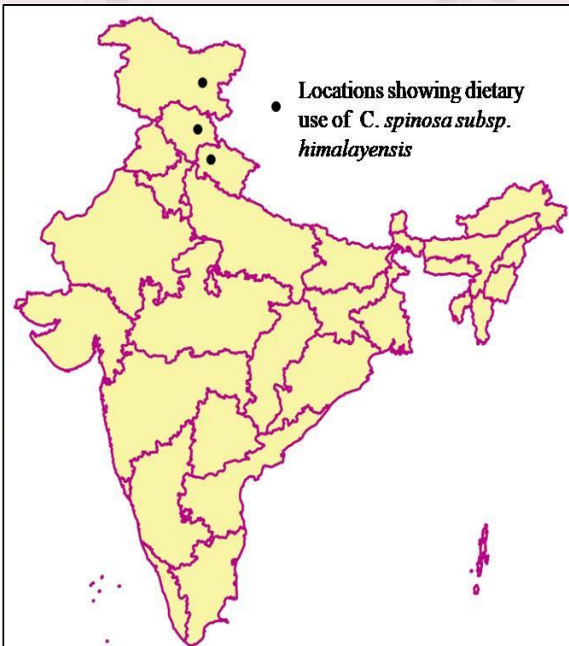 Locations showing dietary
use of C. spinosa subsp.
himalayensis